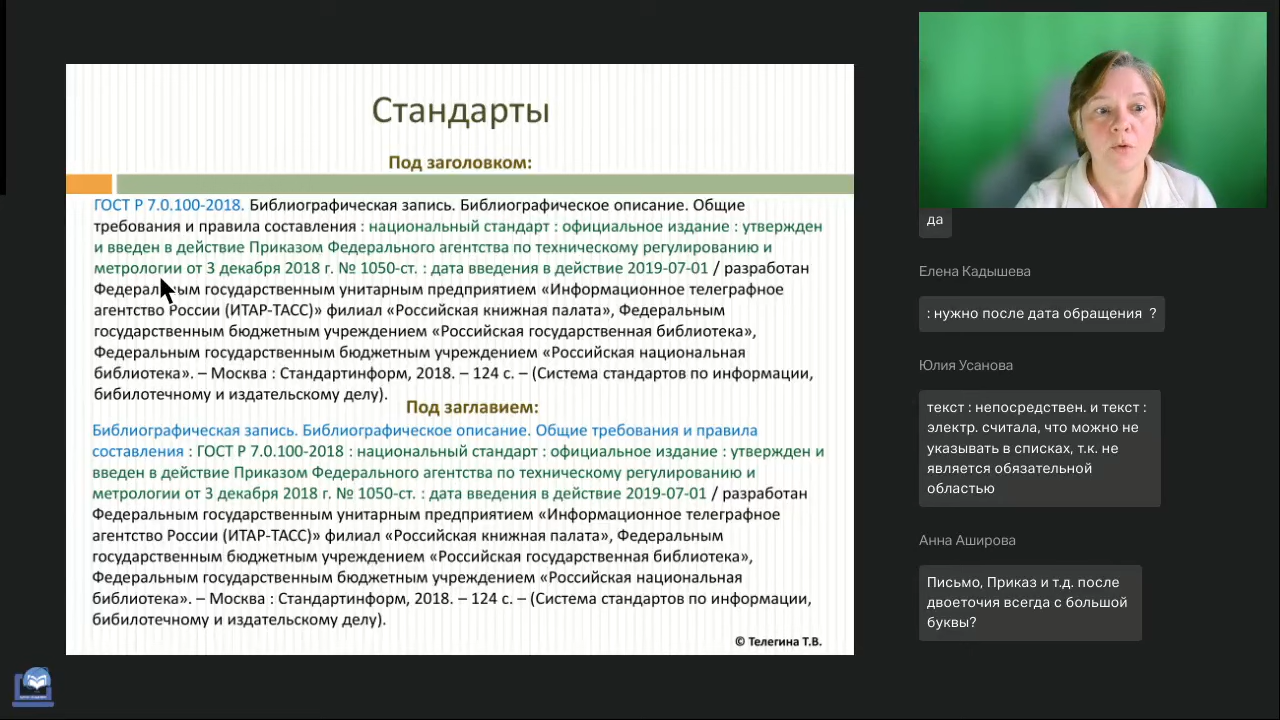 Стандарты
Под заголовком:
ГОСТ Р 7.0.100-2018. Библиографическая запись. Библиографическое описание. Общие
требования и правила составления : национальный стандарт : официальное издание : утвержден
и введен в действие Приказом Федерального агентства по техническому регулированию и
метрологии от 3 декабря 2018 г. № 1050-ст. : дата введения в действие 2019-07-01 / разработан
Федеральным государственным унитарным предприятием «Информационное телеграфное
агентство России (ИТАР-ТАСС)» филиал «Российская книжная палата», Федеральным
государственным бюджетным учреждением «Российская государственная библиотека»,
Федеральным государственным бюджетным учреждением «Российская национальная
библиотека». – Москва : Стандартинформ, 2018. – 124 с. – (Система стандартов по информации,
бибилотечному и издательскому делу).
Под заглавием:
Библиографическая запись. Библиографическое описание. Общие требования и правила
составления : ГОСТ Р 7.0.100-2018 : национальный стандарт : официальное издание : утвержден и
введен в действие Приказом Федерального агентства по техническому регулированию и
метрологии от 3 декабря 2018 г. № 1050-ст. : дата введения в действие 2019-07-01 / разработан
Федеральным государственным унитарным предприятием «Информационное телеграфное
агентство России (ИТАР-ТАСС)» филиал «Российская книжная палата», Федеральным
государственным бюджетным учреждением «Российская государственная библиотека»,
Федеральным государственным бюджетным учреждением «Российская национальная
библиотека». – Москва : Стандартинформ, 2018. – 124 с. – (Система стандартов по информации,
бибилотечному и издательскому делу).
© Телегина Т.В.
да
Елена Кадышева
: нужно после дата обращения ?
Юлия Усанова
текст : непосредствен. и текст :
электр. считала, что можно не
указывать в списках, т.к. не
является обязательной
областью
Анна Аширова
Письмо, Приказ и т.д. после
двоеточия всегда с большой
буквы?